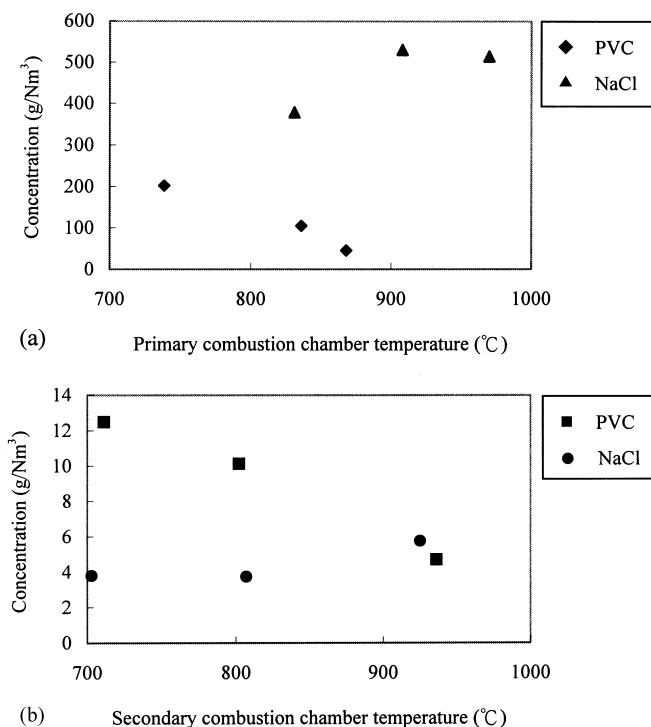 600
500
400
300
200
100
0
Concentration (g/Nm³)
700 800 900 1000
PVC
NaCl
(a) Primary combustion chamber temperature (℃)
14
12
10
8
6
4
2
0
Concentration (g/Nm³)
700 800 900 1000
PVC
NaCl
(b) Secondary combustion chamber temperature (℃)